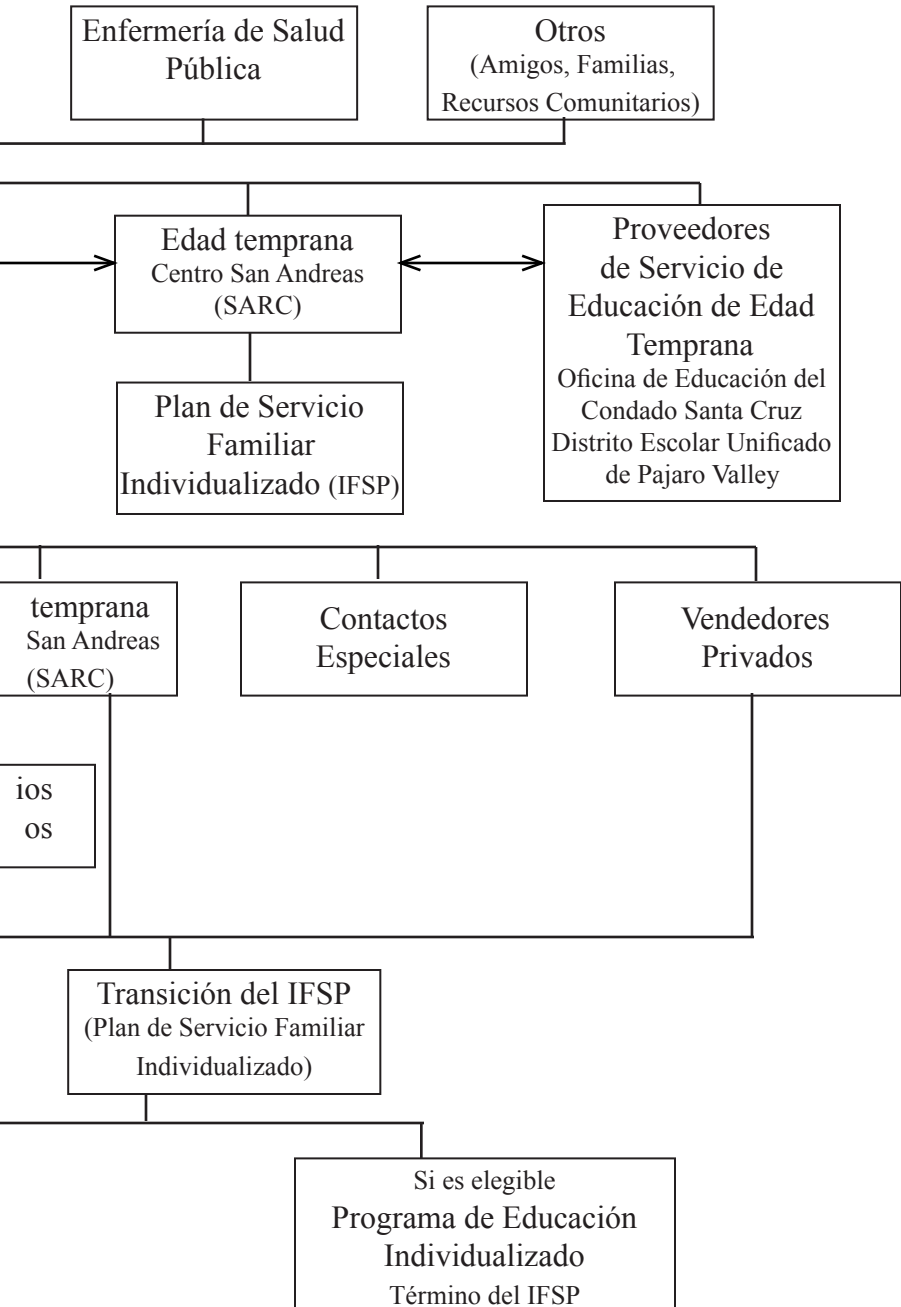 Enfermería de Salud
Pública
Otros
(Amigos, Familias,
Recursos Comunitarios)
Edad temprana
Centro San Andreas
(SARC)
Proveedores
de Servicio de
Educación de Edad
Temprana
Oficina de Educación del
Condado Santa Cruz
Distrito Escolar Unificado
de Pajaro Valley
Plan de Servicio
Familiar
Individualizado (IFSP)
temprana
San Andreas
(SARC)
Contactos
Especiales
Vendedores
Privados
ios
os
Transición del IFSP
(Plan de Servicio Familiar
Individualizado)
Si es elegible
Programa de Educación
Individualizado
Término del IFSP